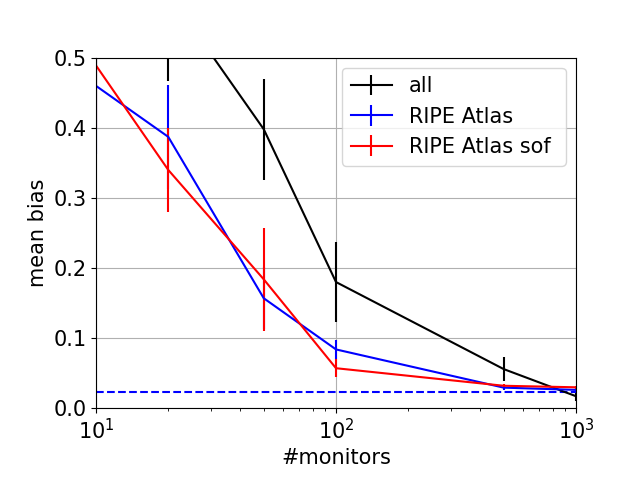 0.5
0.4
0.3
0.2
0.1
0.0
mean bias
10¹
10²
10³
#monitors
all
RIPE Atlas
RIPE Atlas sof